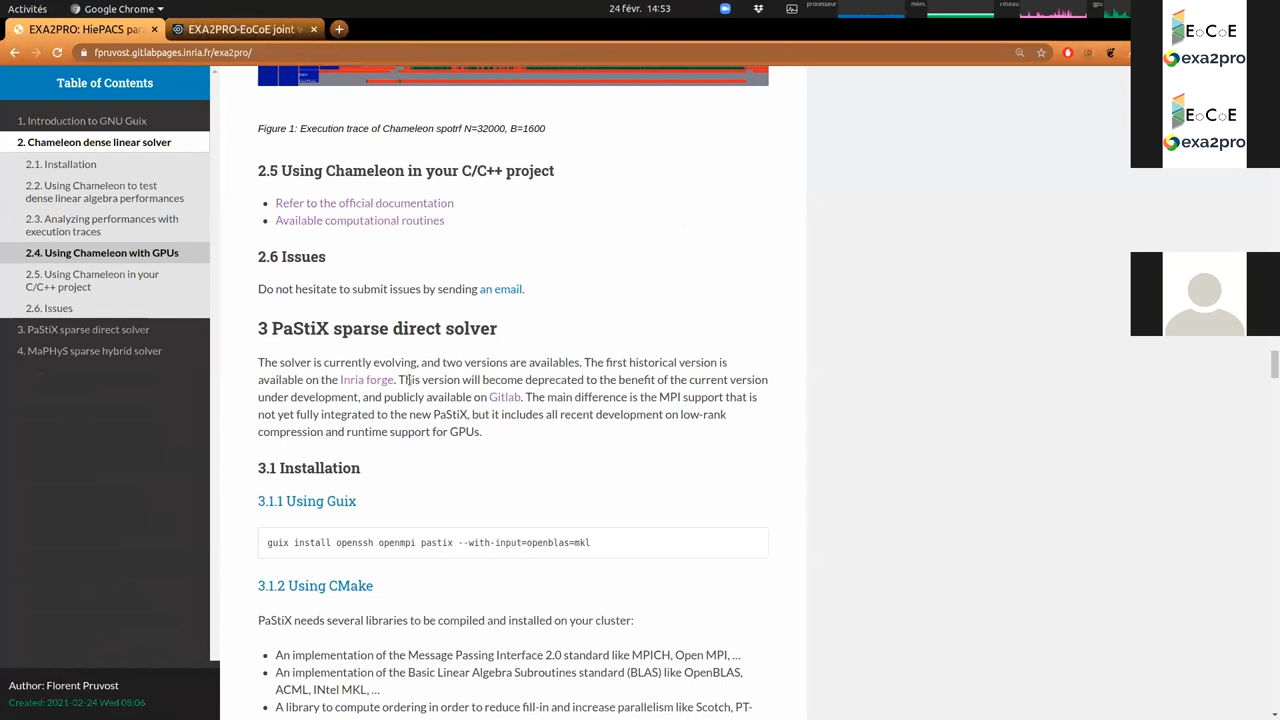 Activités
Google Chrome
24 févr. 14:53
processeur
mém.
réseau
gpu
EXA2PRO: HiePACS pa
EXA2PRO-EoCoE joint w
fpruvost.gitlabpages.inria.fr/exa2pro/
Table of Contents
1. Introduction to GNU Guix
2. Chameleon dense linear solver
2.1. Installation
2.2. Using Chameleon to test
dense linear algebra performances
2.3. Analyzing performances with
execution traces
2.4. Using Chameleon with GPUs
2.5. Using Chameleon in your
C/C++ project
2.6. Issues
3. PaStiX sparse direct solver
4. MaPHyS sparse hybrid solver
Author: Florent Pruvost
Created: 2021-02-24 Wed 08:06
Figure 1: Execution trace of Chameleon spotrf N=32000, B=1600
2.5 Using Chameleon in your C/C++ project
• Refer to the official documentation
• Available computational routines
2.6 Issues
Do not hesitate to submit issues by sending an email.
3 PaStiX sparse direct solver
The solver is currently evolving, and two versions are availables. The first historical version is
available on the Inria forge. This version will become deprecated to the benefit of the current version
under development, and publicly available on Gitlab. The main difference is the MPI support that is
not yet fully integrated to the new PaStiX, but it includes all recent development on low-rank
compression and runtime support for GPUs.
3.1 Installation
3.1.1 Using Guix
guix install openssh openmpi pastix --with-input=openblas=mkl
3.1.2 Using CMake
PaStiX needs several libraries to be compiled and installed on your cluster:
• An implementation of the Message Passing Interface 2.0 standard like MPICH, Open MPI, ...
• An implementation of the Basic Linear Algebra Subroutines standard (BLAS) like OpenBLAS,
ACML, INtel MKL, ...
• A library to compute ordering in order to reduce fill-in and increase parallelism like Scotch, PT-
EoCoE
exa2pro
EoCoE
exa2pro